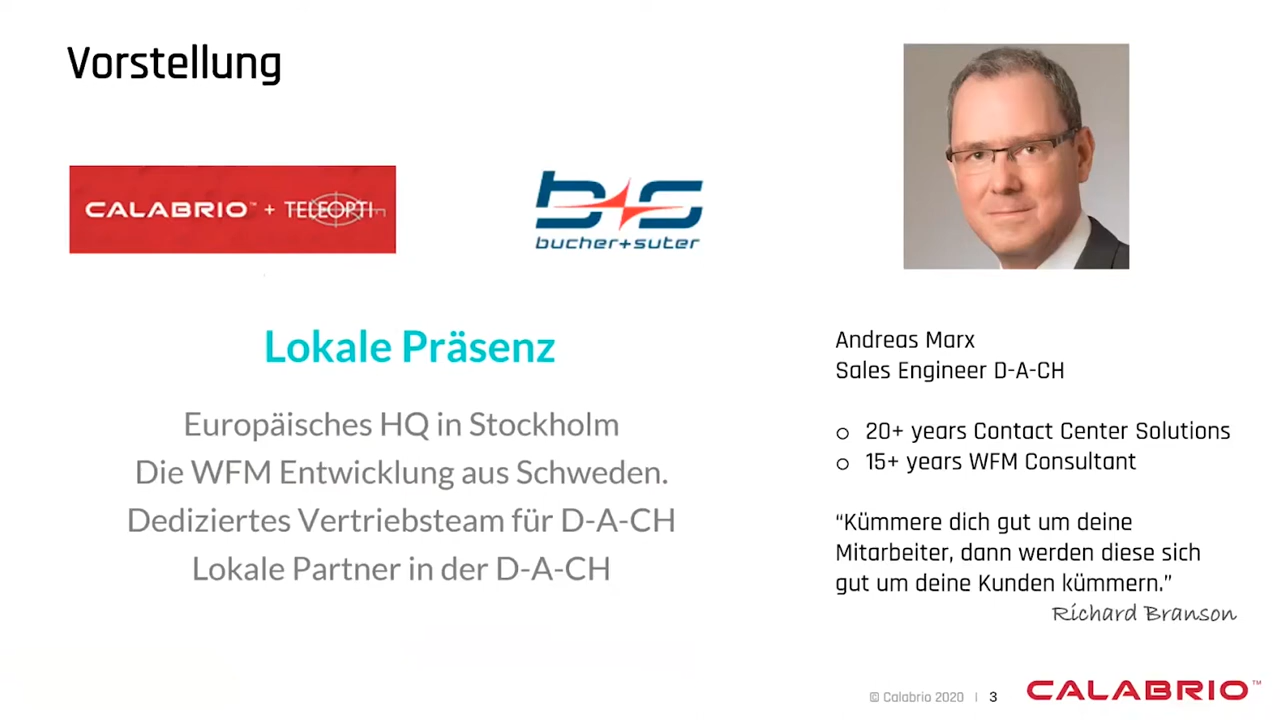 Vorstellung
CALABRIO™ + TELEOPTI
b+s
bucher+suter
Lokale Präsenz
Europäisches HQ in Stockholm
Die WFM Entwicklung aus Schweden.
Dediziertes Vertriebsteam für D-A-CH
Lokale Partner in der D-A-CH
Andreas Marx
Sales Engineer D-A-CH
o 20+ years Contact Center Solutions
o 15+ years WFM Consultant
“Kümmere dich gut um deine
Mitarbeiter, dann werden diese sich
gut um deine Kunden kümmern.”
Richard Branson
© Calabrio 2020 | 3
CALABRIO™